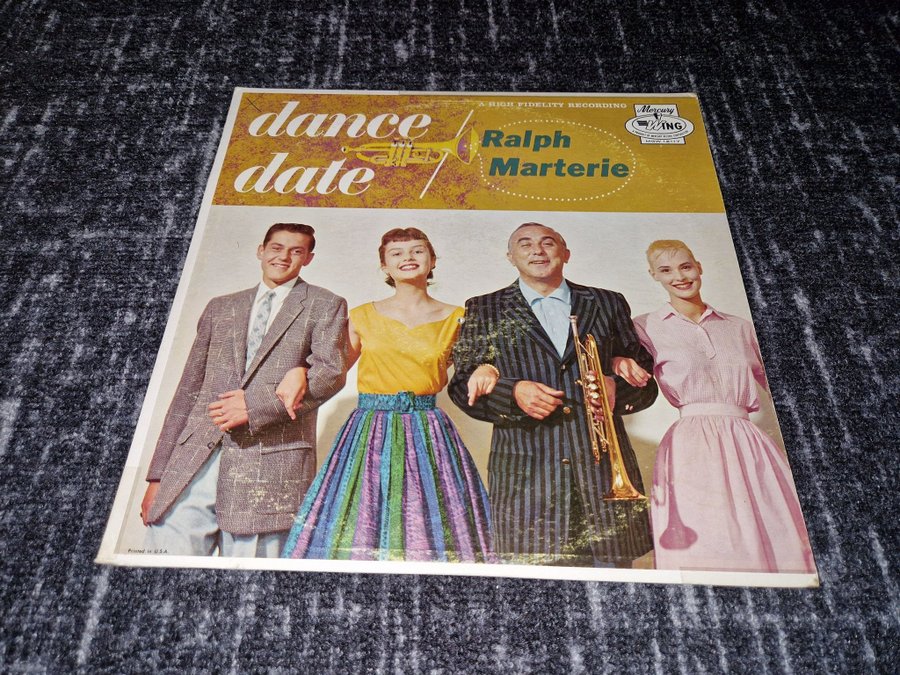 dance
date
A HIGH FIDELITY RECORDING
Ralph
Marterie
Mercury
WING
Printed in U.S.A.